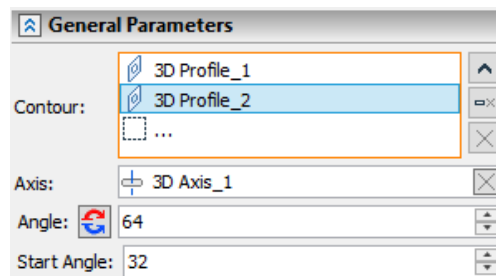 General Parameters
3D Profile_1
Contour: 3D Profile_2
...
Axis: 3D Axis_1
Angle: 64
Start Angle: 32